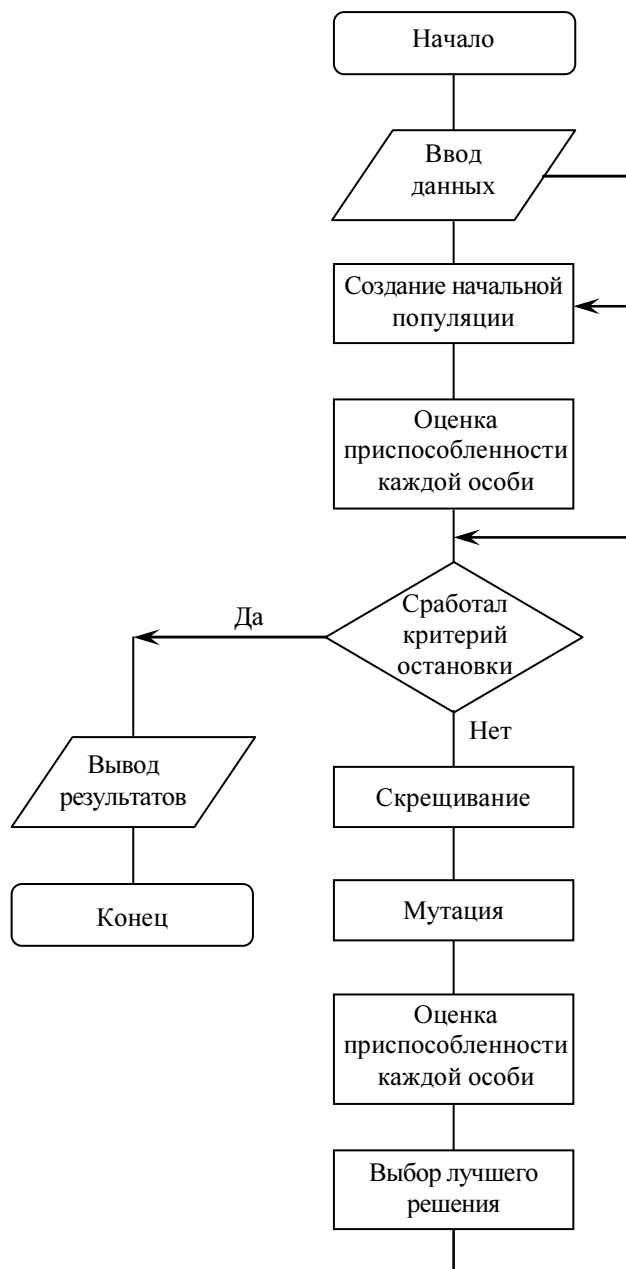 Начало
Ввод
данных
Создание начальной
популяции
Оценка
приспособленности
каждой особи
Сработал
критерий
остановки
Да
Нет
Вывод
результатов
Скрещивание
Конец
Мутация
Оценка
приспособленности
каждой особи
Выбор лучшего
решения